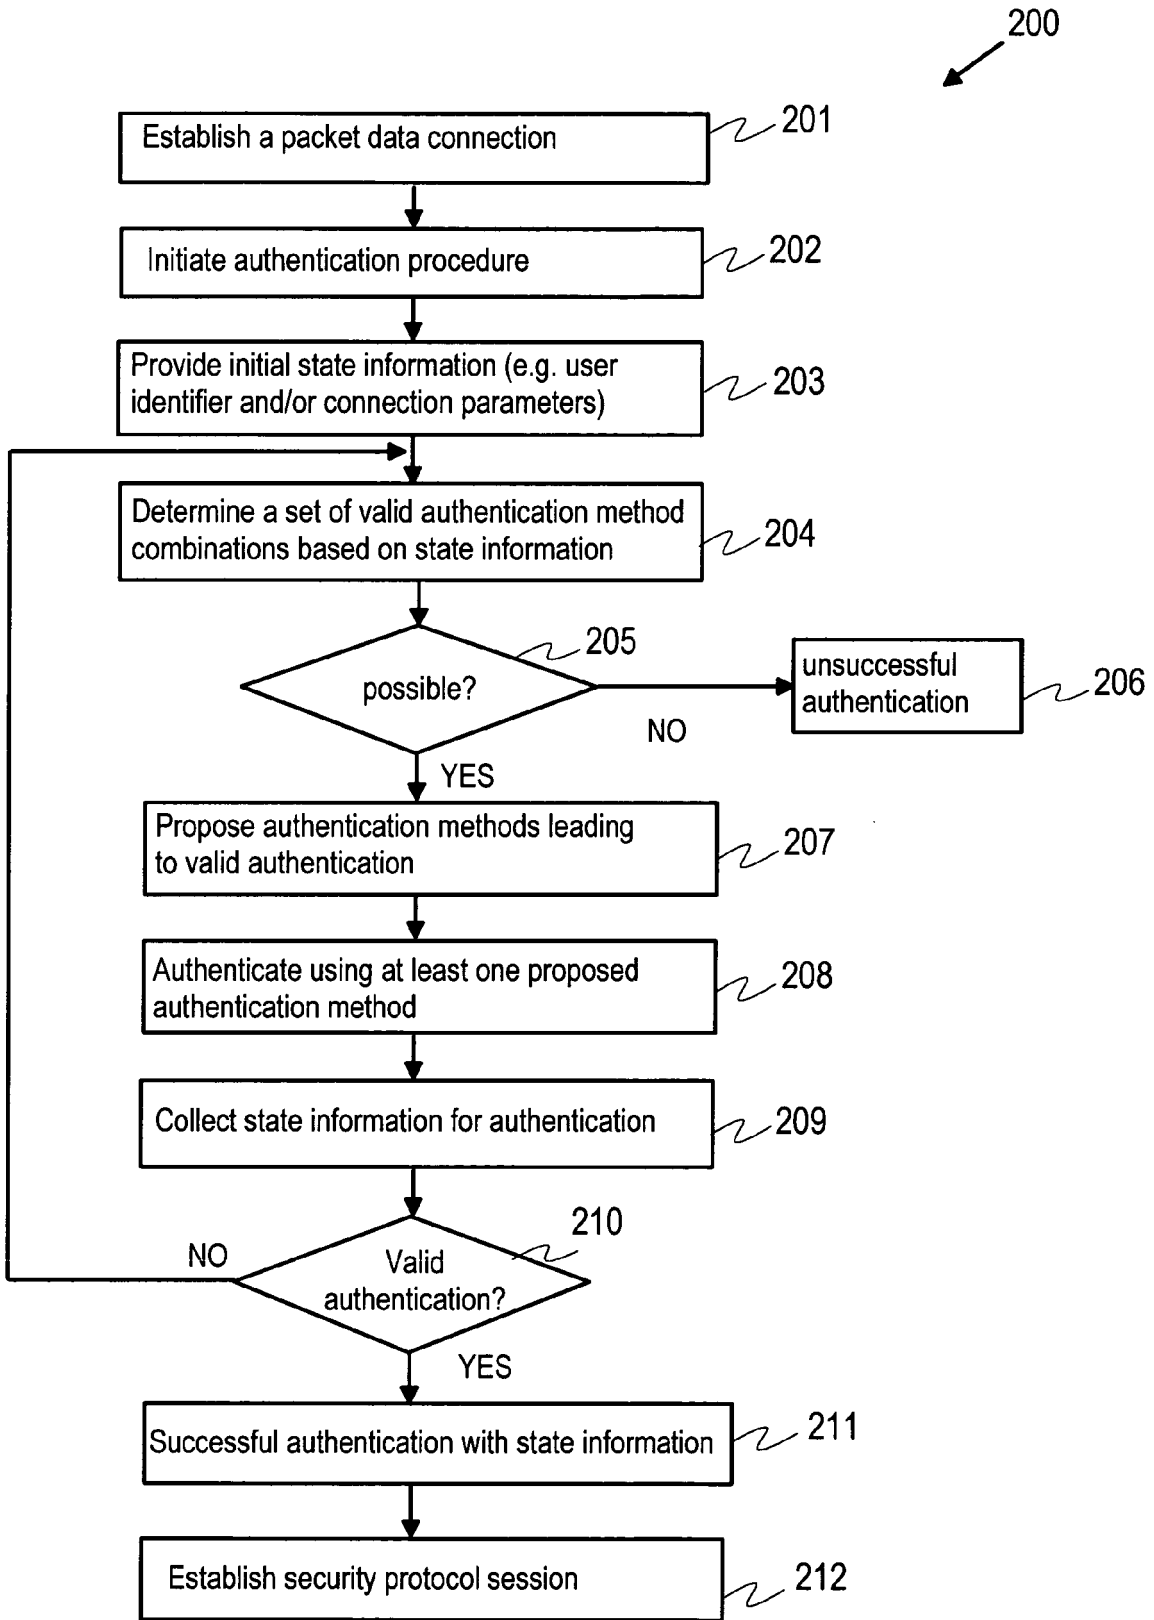 200
Establish a packet data connection
201
Initiate authentication procedure
202
Provide initial state information (e.g. user
identifier and/or connection parameters)
203
Determine a set of valid authentication method
combinations based on state information
204
possible?
205
NO
unsuccessful
authentication
206
YES
Propose authentication methods leading
to valid authentication
207
Authenticate using at least one proposed
authentication method
208
Collect state information for authentication
209
Valid
authentication?
210
NO
YES
Successful authentication with state information
211
Establish security protocol session
212